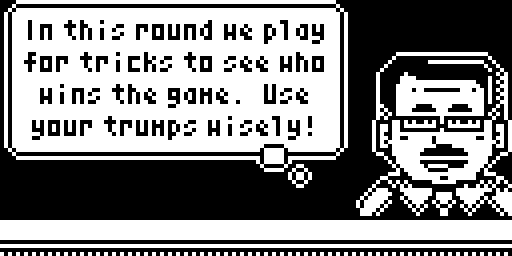 In this round we play
for tricks to see who
wins the game. Use
your trumps wisely!